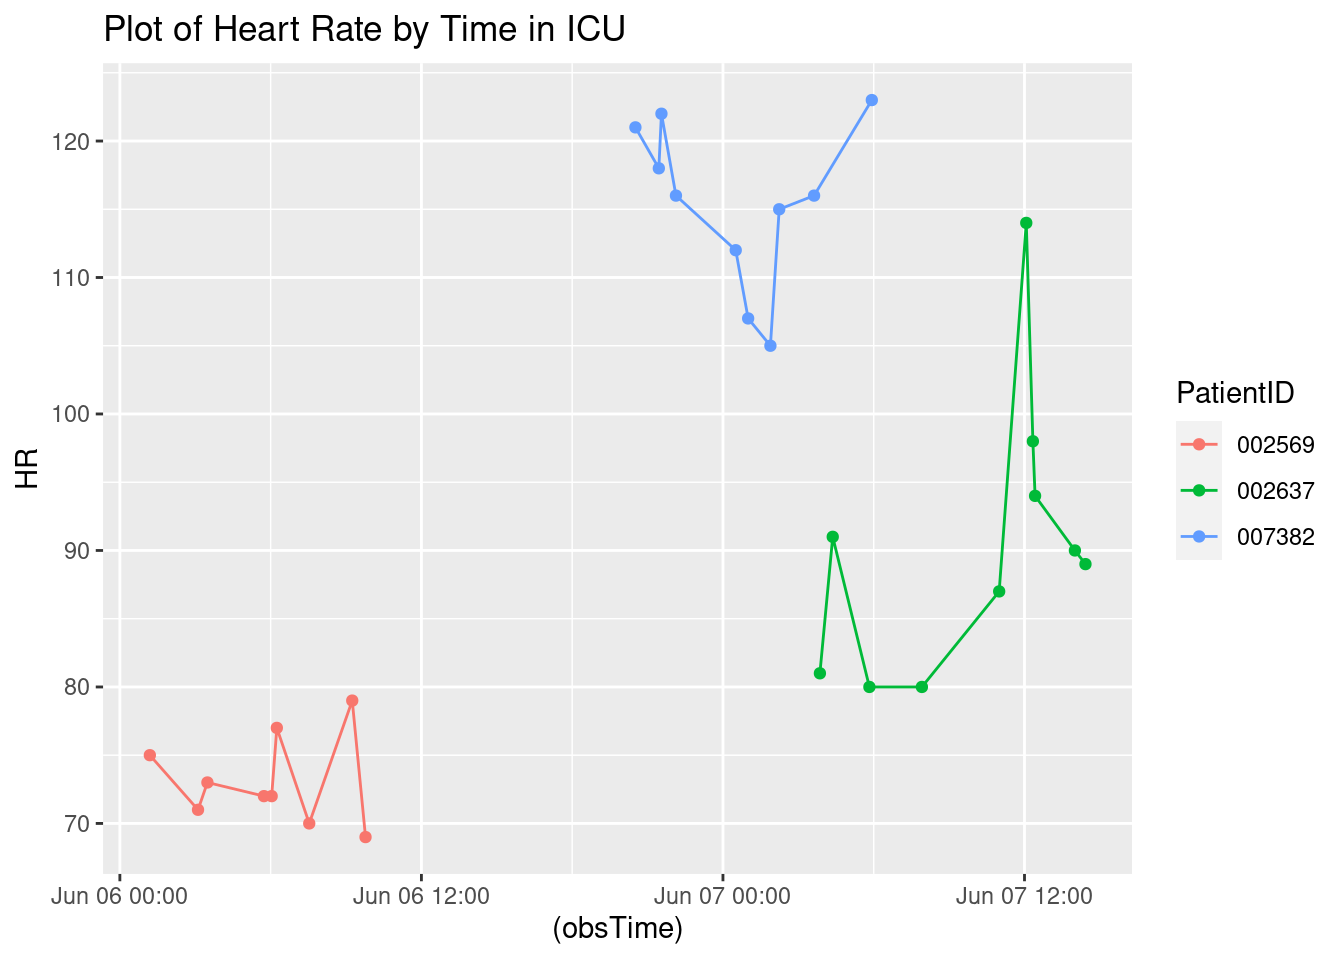 Plot of Heart Rate by Time in ICU
120
110
100
90
80
70
HR
Jun 06 00:00
Jun 06 12:00
Jun 07 00:00
Jun 07 12:00
(obsTime)
PatientID
002569
002637
007382